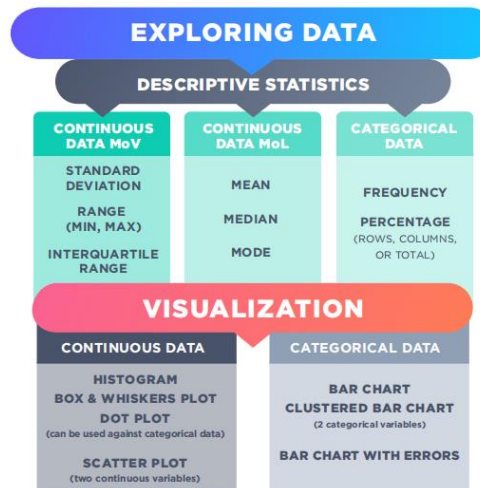 EXPLORING DATA
DESCRIPTIVE STATISTICS
CONTINUOUS
DATA MoV
STANDARD
DEVIATION
RANGE
(MIN, MAX)
INTERQUARTILE
RANGE
CONTINUOUS
DATA MoL
MEAN
MEDIAN
MODE
CATEGORICAL
DATA
FREQUENCY
PERCENTAGE
(ROWS, COLUMNS,
OR TOTAL)
VISUALIZATION
CONTINUOUS DATA
HISTOGRAM
BOX & WHISKERS PLOT
DOT PLOT
(can be used against categorical data)
SCATTER PLOT
(two continuous variables)
CATEGORICAL DATA
BAR CHART
CLUSTERED BAR CHART
(2 categorical variables)
BAR CHART WITH ERRORS